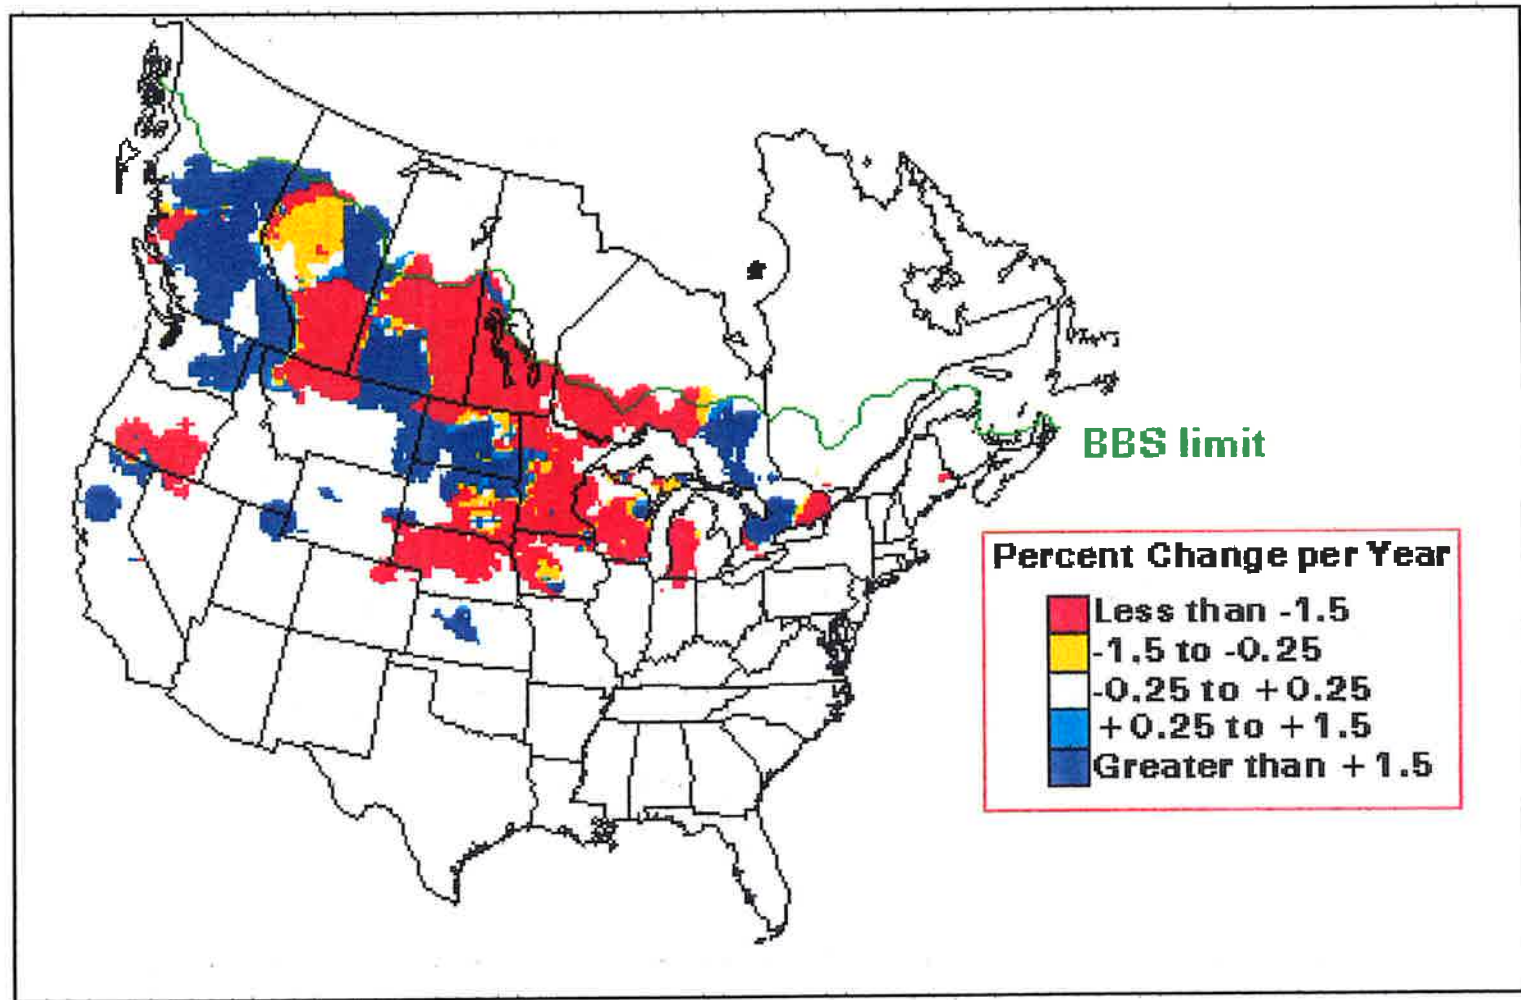 BBS limit
Percent Change per Year
Less than -1.5
-1.5 to -0.25
-0.25 to +0.25
+0.25 to +1.5
Greater than +1.5